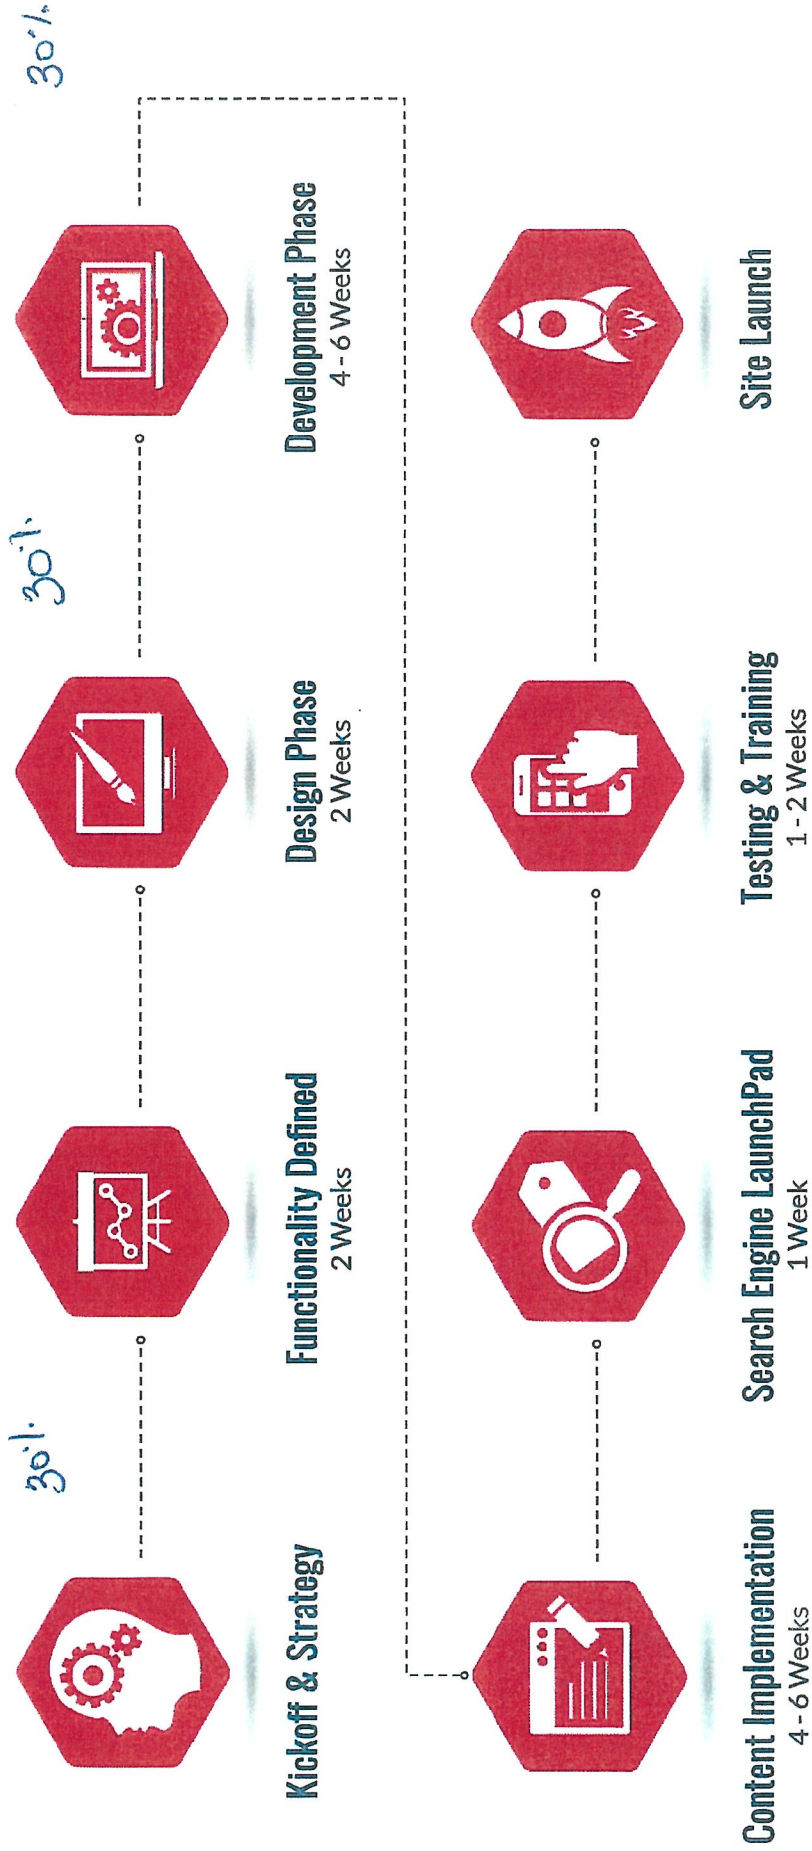 30%
30%
30%
Kickoff & Strategy
Functionality Defined
2 Weeks
Design Phase
2 Weeks
Development Phase
4 - 6 Weeks
Content Implementation
4 - 6 Weeks
Search Engine LaunchPad
1 Week
Testing & Training
1 - 2 Weeks
Site Launch